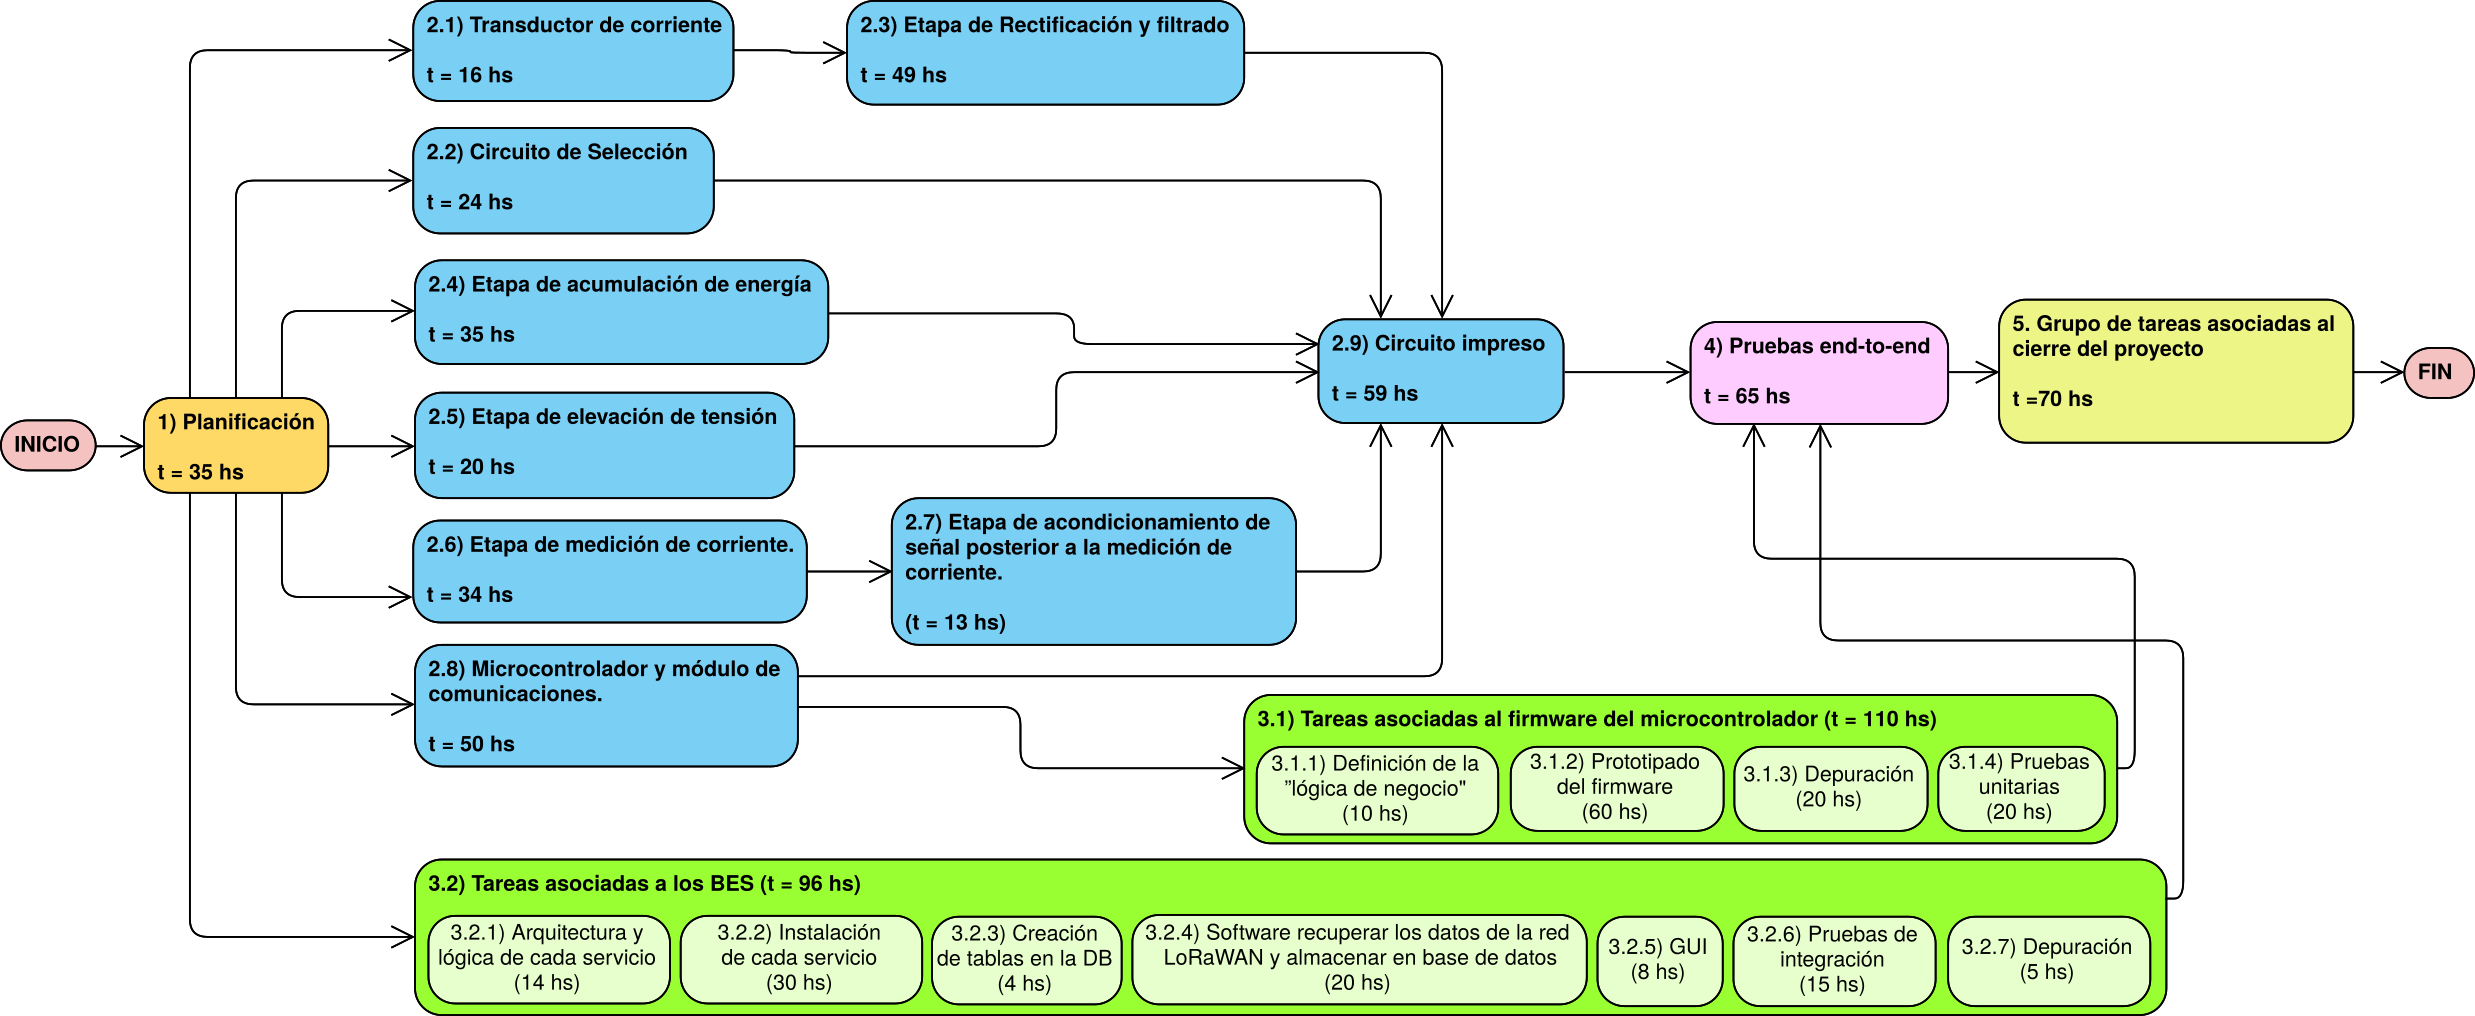 INICIO
1) Planificación
t = 35 hs
2.1) Transductor de corriente
t = 16 hs
2.3) Etapa de Rectificación y filtrado
t = 49 hs
2.2) Circuito de Selección
t = 24 hs
2.4) Etapa de acumulación de energía
t = 35 hs
2.5) Etapa de elevación de tensión
t = 20 hs
2.6) Etapa de medición de corriente.
t = 34 hs
2.7) Etapa de acondicionamiento de
señal posterior a la medición de
corriente.
(t = 13 hs)
2.8) Microcontrolador y módulo de
comunicaciones.
t = 50 hs
2.9) Circuito impreso
t = 59 hs
4) Pruebas end-to-end
t = 65 hs
5. Grupo de tareas asociadas al
cierre del proyecto
t =70 hs
FIN
3.1) Tareas asociadas al firmware del microcontrolador (t = 110 hs)
3.1.1) Definición de la
”lógica de negocio"
(10 hs)
3.1.2) Prototipado
del firmware
(60 hs)
3.1.3) Depuración
(20 hs)
3.1.4) Pruebas
unitarias
(20 hs)
3.2) Tareas asociadas a los BES (t = 96 hs)
3.2.1) Arquitectura y
lógica de cada servicio
(14 hs)
3.2.2) Instalación
de cada servicio
(30 hs)
3.2.3) Creación
de tablas en la DB
(4 hs)
3.2.4) Software recuperar los datos de la red
LoRaWAN y almacenar en base de datos
(20 hs)
3.2.5) GUI
(8 hs)
3.2.6) Pruebas de
integración
(15 hs)
3.2.7) Depuración
(5 hs)